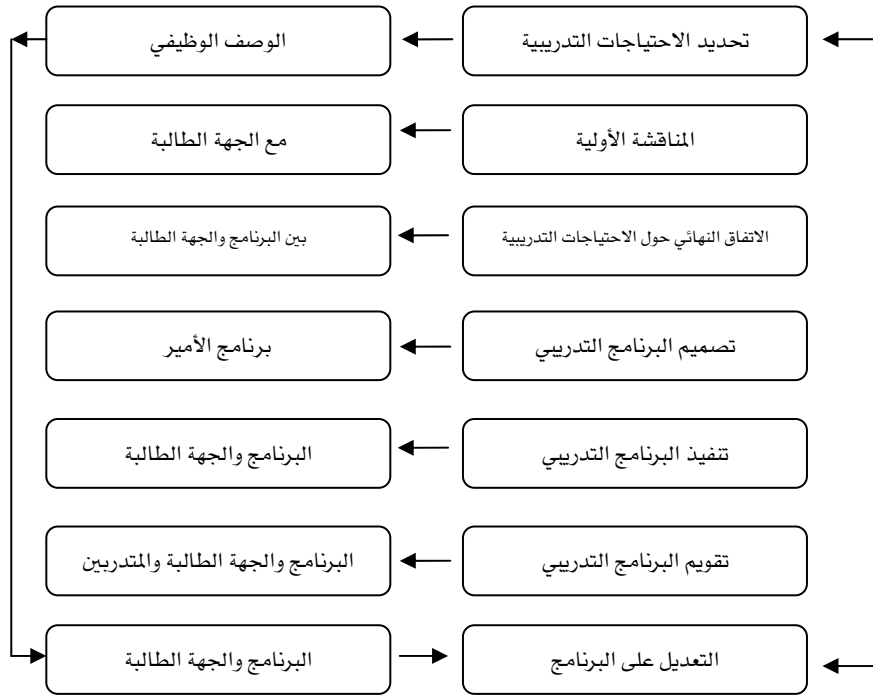 تحديد الاحتياجات التدريبية
الوصف الوظيفي
المناقشة الأولية
مع الجهة الطالبة
الاتفاق النهائي حول الاحتياجات التدريبية
بين البرنامج والجهة الطالبة
تصميم البرنامج التدريبي
برنامج الأمير
تنفيذ البرنامج التدريبي
البرنامج والجهة الطالبة
تقويم البرنامج التدريبي
البرنامج والجهة الطالبة والمتدربين
التعديل على البرنامج
البرنامج والجهة الطالبة